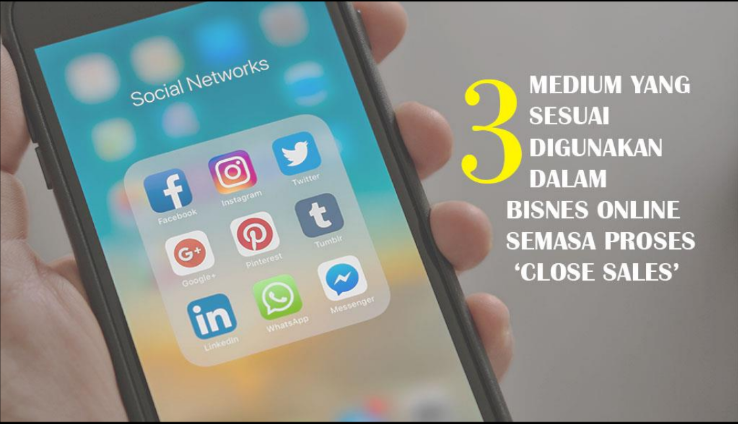 Social Networks
Facebook
Instagram
Twitter
Google+
Pinterest
Tumblr
LinkedIn
WhatsApp
Messenger
3 MEDIUM YANG
SESUAI
DIGUNAKAN
DALAM
BISNES ONLINE
SEMASA PROSES
‘CLOSE SALES’